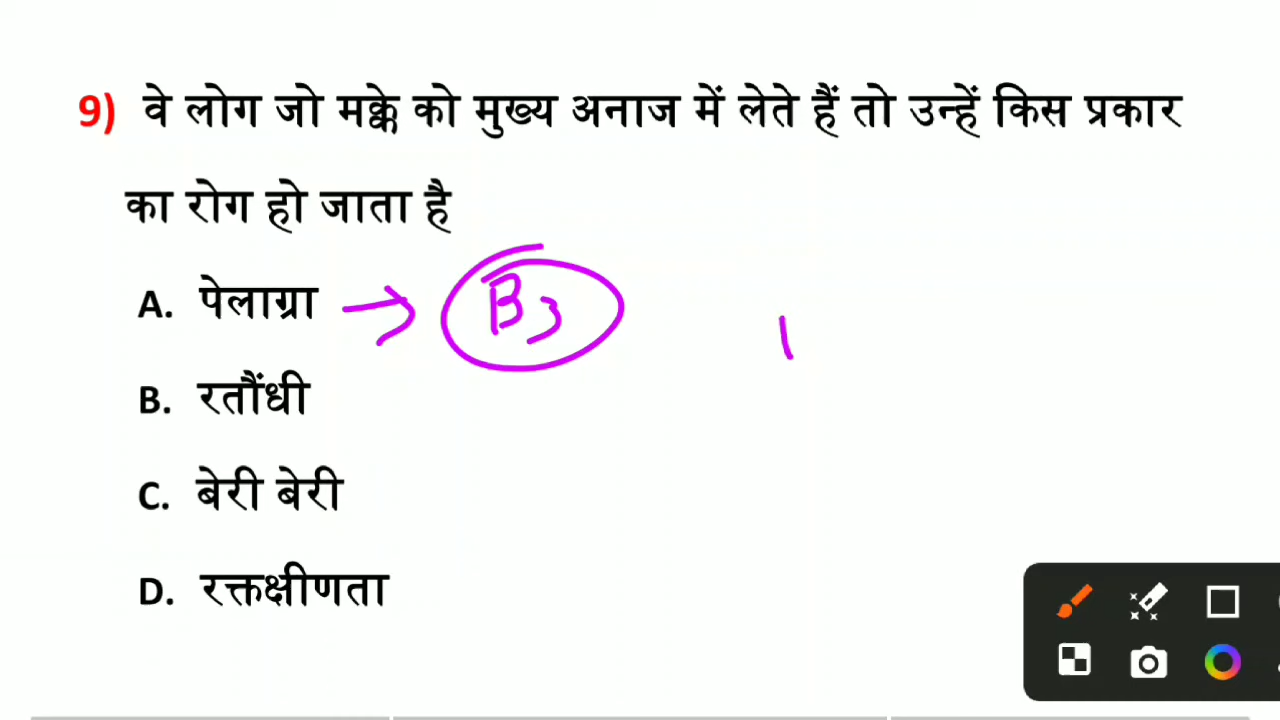 9) वे लोग जो मक्के को मुख्य अनाज में लेते हैं तो उन्हें किस प्रकार
का रोग हो जाता है
A. पेलाग्रा → B3
B. रतौंधी
C. बेरी बेरी
D. रक्तक्षीणता